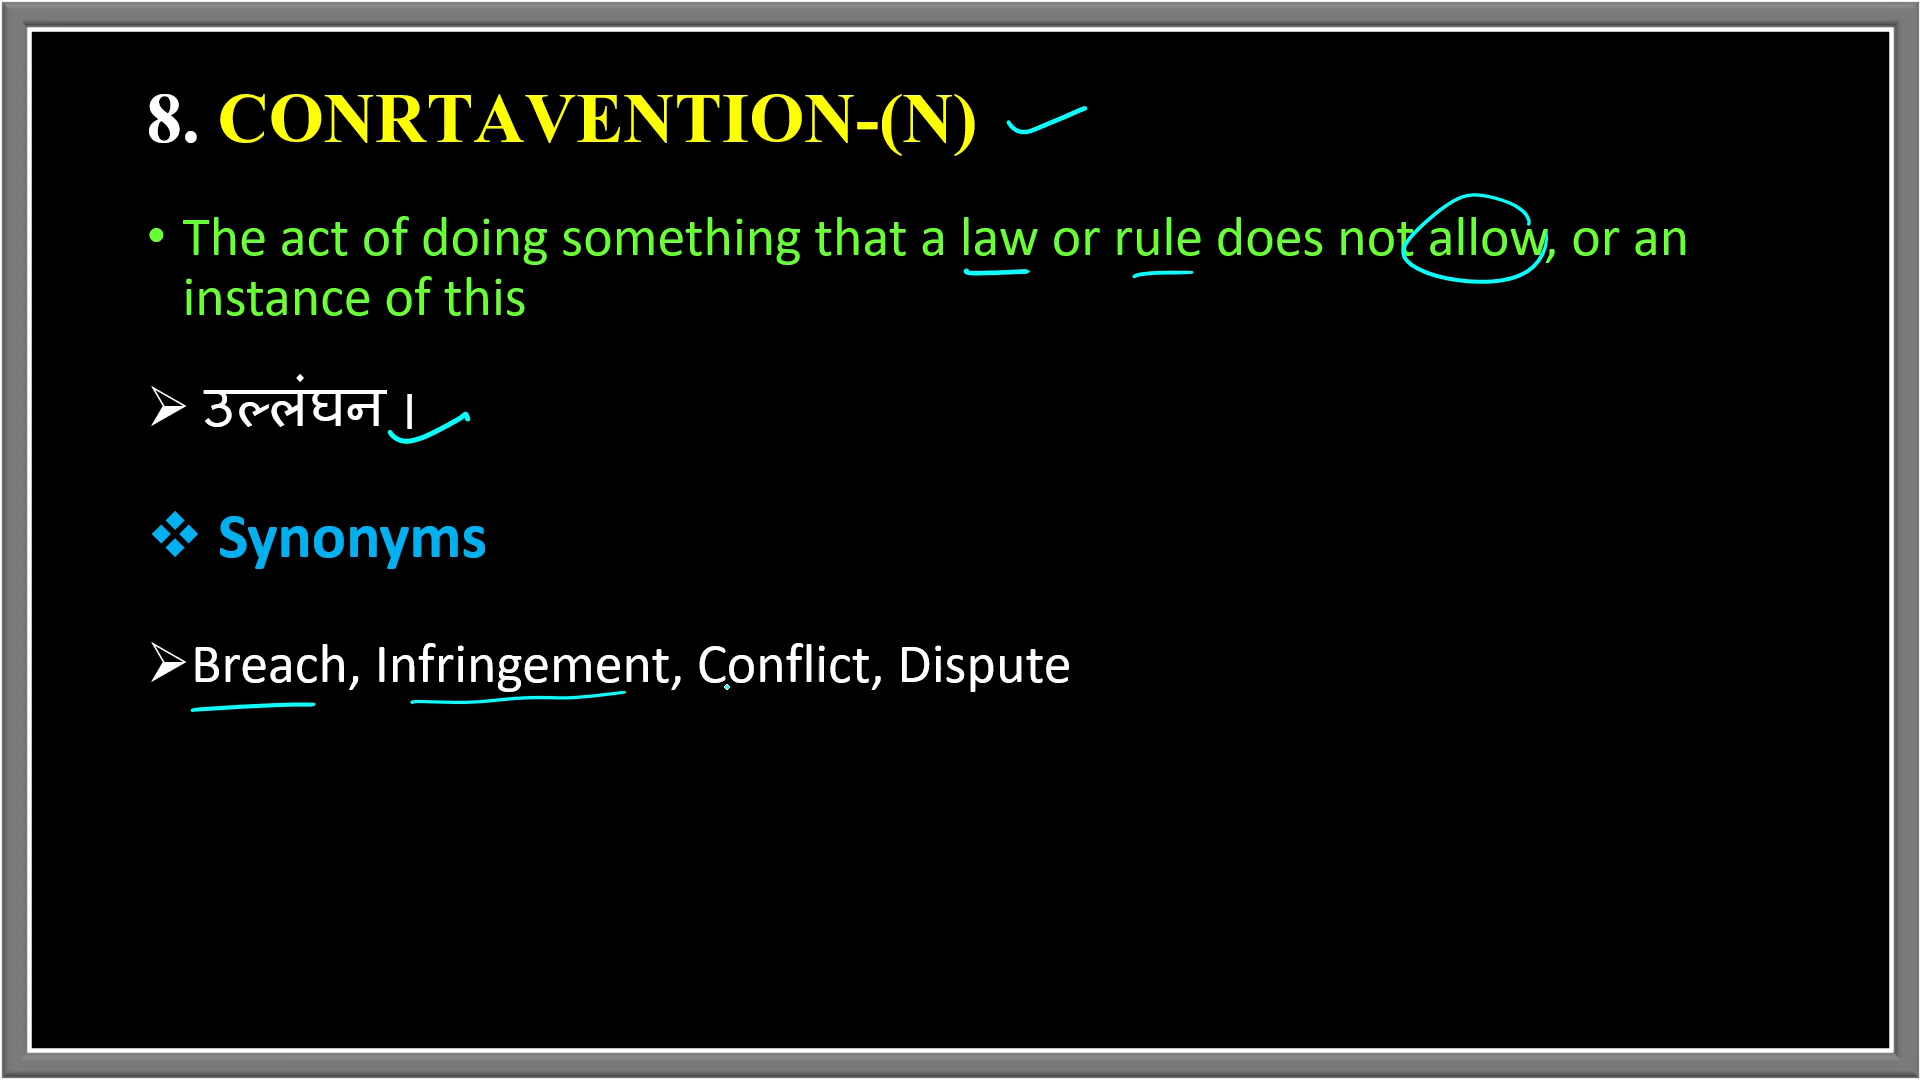 8. CONRTAVENTION-(N)
• The act of doing something that a law or rule does not allow, or an
instance of this
➢ उल्लंघन ।
❖ Synonyms
➢Breach, Infringement, Conflict, Dispute